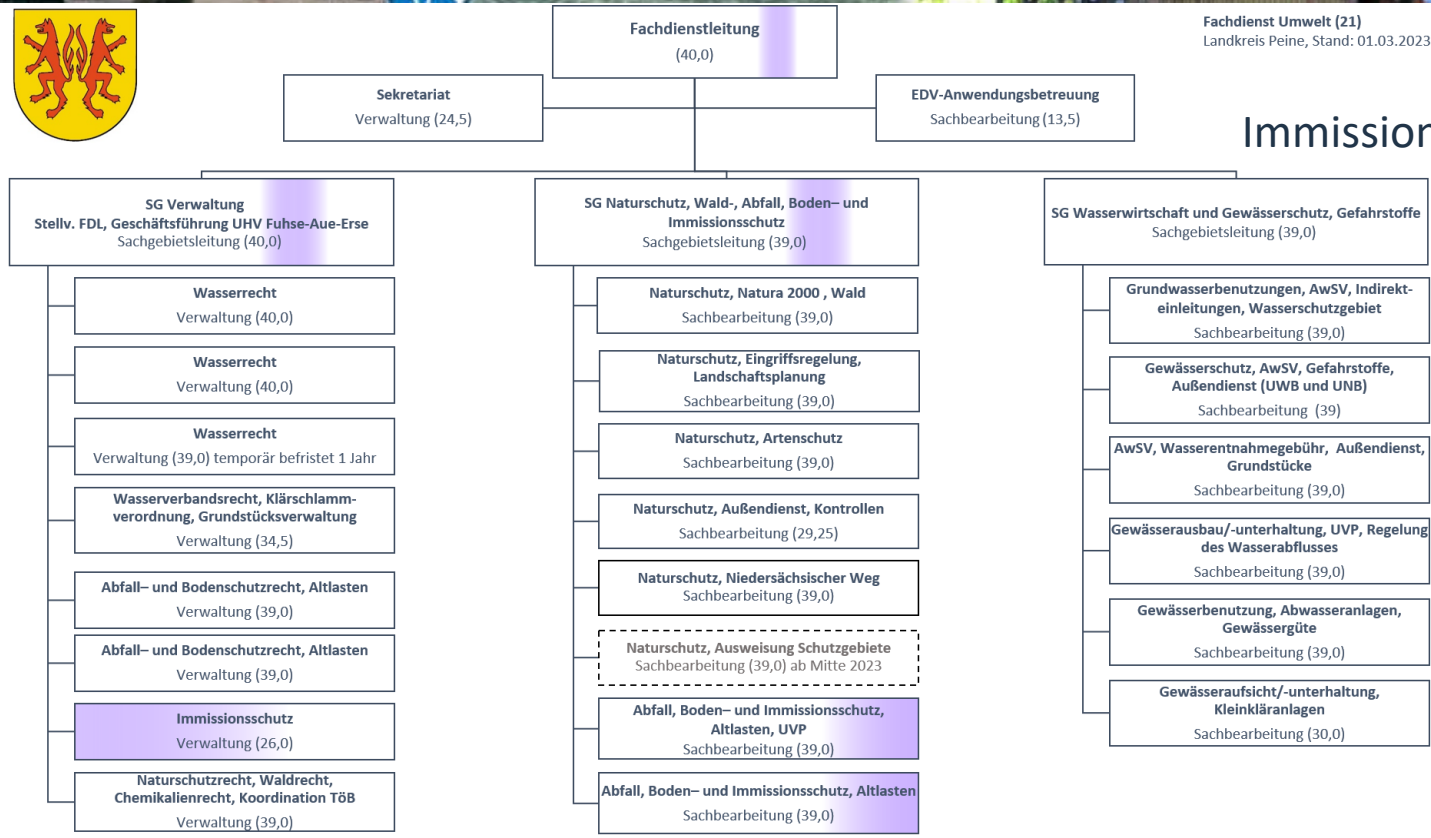 Fachdienst Umwelt (21)
Landkreis Peine, Stand: 01.03.2023
Fachdienstleitung
(40,0)
Sekretariat
Verwaltung (24,5)
EDV-Anwendungsbetreuung
Sachbearbeitung (13,5)
Immission
SG Verwaltung
Stellv. FDL, Geschäftsführung UHV Fuhse-Aue-Erse
Sachgebietsleitung (40,0)
Wasserrecht
Verwaltung (40,0)
Wasserrecht
Verwaltung (40,0)
Wasserrecht
Verwaltung (39,0) temporär befristet 1 Jahr
Wasserverbandsrecht, Klärschlamm-
verordnung, Grundstücksverwaltung
Verwaltung (34,5)
Abfall– und Bodenschutzrecht, Altlasten
Verwaltung (39,0)
Abfall– und Bodenschutzrecht, Altlasten
Verwaltung (39,0)
Immissionsschutz
Verwaltung (26,0)
Naturschutzrecht, Waldrecht,
Chemikalienrecht, Koordination TöB
Verwaltung (39,0)
SG Naturschutz, Wald-, Abfall, Boden– und
Immissionsschutz
Sachgebietsleitung (39,0)
Naturschutz, Natura 2000 , Wald
Sachbearbeitung (39,0)
Naturschutz, Eingriffsregelung,
Landschaftsplanung
Sachbearbeitung (39,0)
Naturschutz, Artenschutz
Sachbearbeitung (39,0)
Naturschutz, Außendienst, Kontrollen
Sachbearbeitung (29,25)
Naturschutz, Niedersächsischer Weg
Sachbearbeitung (39,0)
Naturschutz, Ausweisung Schutzgebiete
Sachbearbeitung (39,0) ab Mitte 2023
Abfall, Boden– und Immissionsschutz,
Altlasten, UVP
Sachbearbeitung (39,0)
Abfall, Boden– und Immissionsschutz, Altlasten
Sachbearbeitung (39,0)
SG Wasserwirtschaft und Gewässerschutz, Gefahrstoffe
Sachgebietsleitung (39,0)
Grundwasserbenutzungen, AwSV, Indirekt-
einleitungen, Wasserschutzgebiet
Sachbearbeitung (39,0)
Gewässerschutz, AwSV, Gefahrstoffe,
Außendienst (UWB und UNB)
Sachbearbeitung (39)
AwSV, Wasserentnahmegebühr, Außendienst,
Grundstücke
Sachbearbeitung (39,0)
Gewässerausbau/-unterhaltung, UVP, Regelung
des Wasserabflusses
Sachbearbeitung (39,0)
Gewässerbenutzung, Abwasseranlagen,
Gewässergüte
Sachbearbeitung (39,0)
Gewässeraufsicht/-unterhaltung,
Kleinkläranlagen
Sachbearbeitung (30,0)